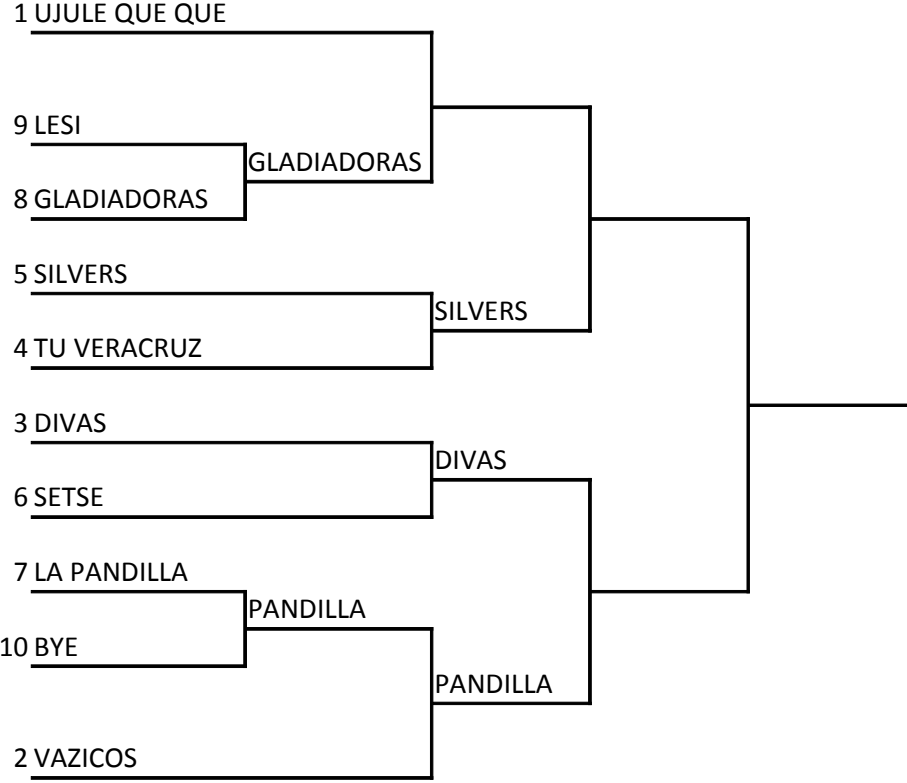 1 UJULE QUE QUE
9 LESI
GLADIADORAS
8 GLADIADORAS
5 SILVERS
SILVERS
4 TU VERACRUZ
3 DIVAS
DIVAS
6 SETSE
7 LA PANDILLA
PANDILLA
10 BYE
PANDILLA
2 VAZICOS